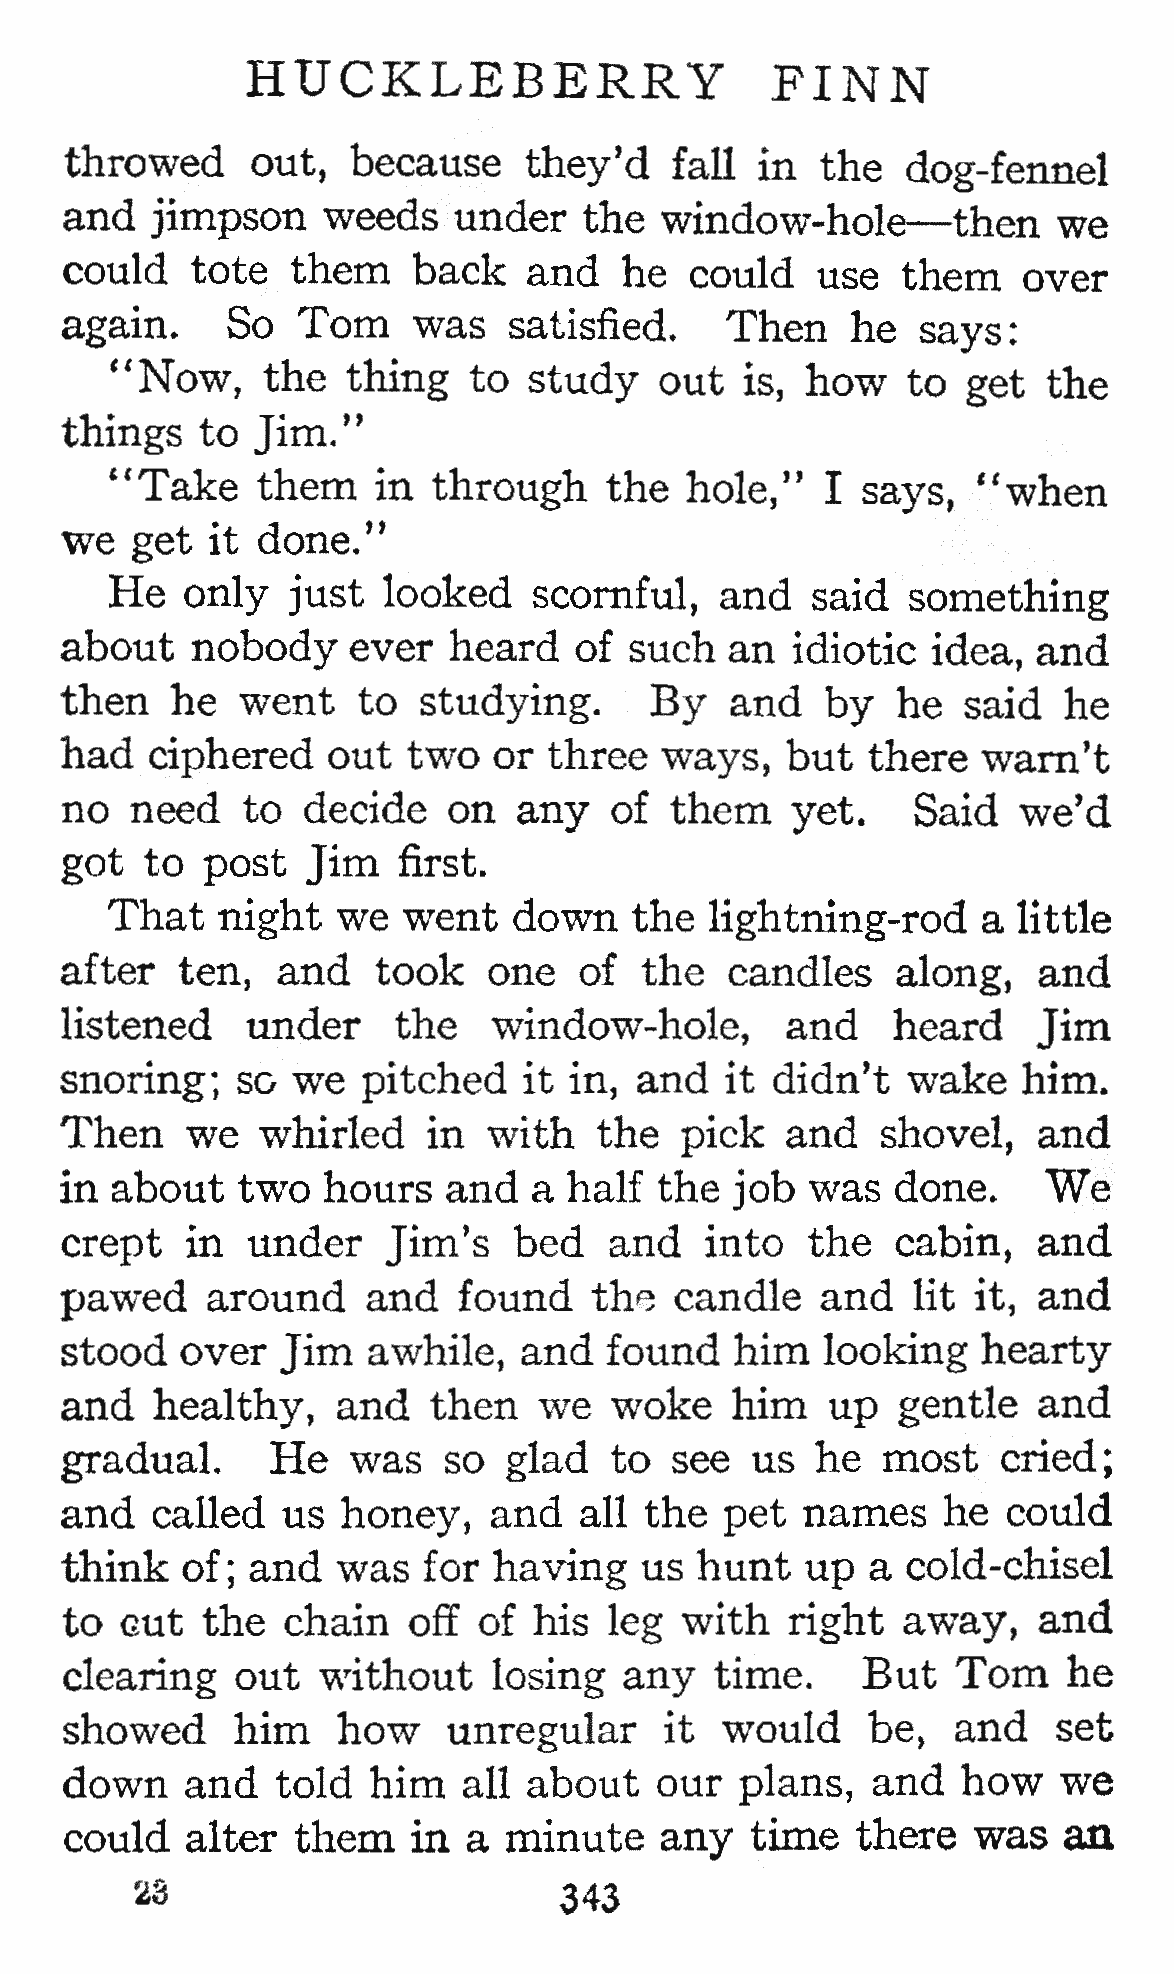 HUCKLEBERRY FINN
throwed out, because they'd fall in the dog-fennel
and jimpson weeds under the window-hole—then we
could tote them back and he could use them over
again. So Tom was satisfied. Then he says:
"Now, the thing to study out is, how to get the
things to Jim."
"Take them in through the hole," I says, "when
we get it done."
He only just looked scornful, and said something
about nobody ever heard of such an idiotic idea, and
then he went to studying. By and by he said he
had ciphered out two or three ways, but there warn't
no need to decide on any of them yet. Said we'd
got to post Jim first.
That night we went down the lightning-rod a little
after ten, and took one of the candles along, and
listened under the window-hole, and heard Jim
snoring; so we pitched it in, and it didn't wake him.
Then we whirled in with the pick and shovel, and
in about two hours and a half the job was done. We
crept in under Jim's bed and into the cabin, and
pawed around and found the candle and lit it, and
stood over Jim awhile, and found him looking hearty
and healthy, and then we woke him up gentle and
gradual. He was so glad to see us he most cried;
and called us honey, and all the pet names he could
think of; and was for having us hunt up a cold-chisel
to cut the chain off of his leg with right away, and
clearing out without losing any time. But Tom he
showed him how unregular it would be, and set
down and told him all about our plans, and how we
could alter them in a minute any time there was an
23 343